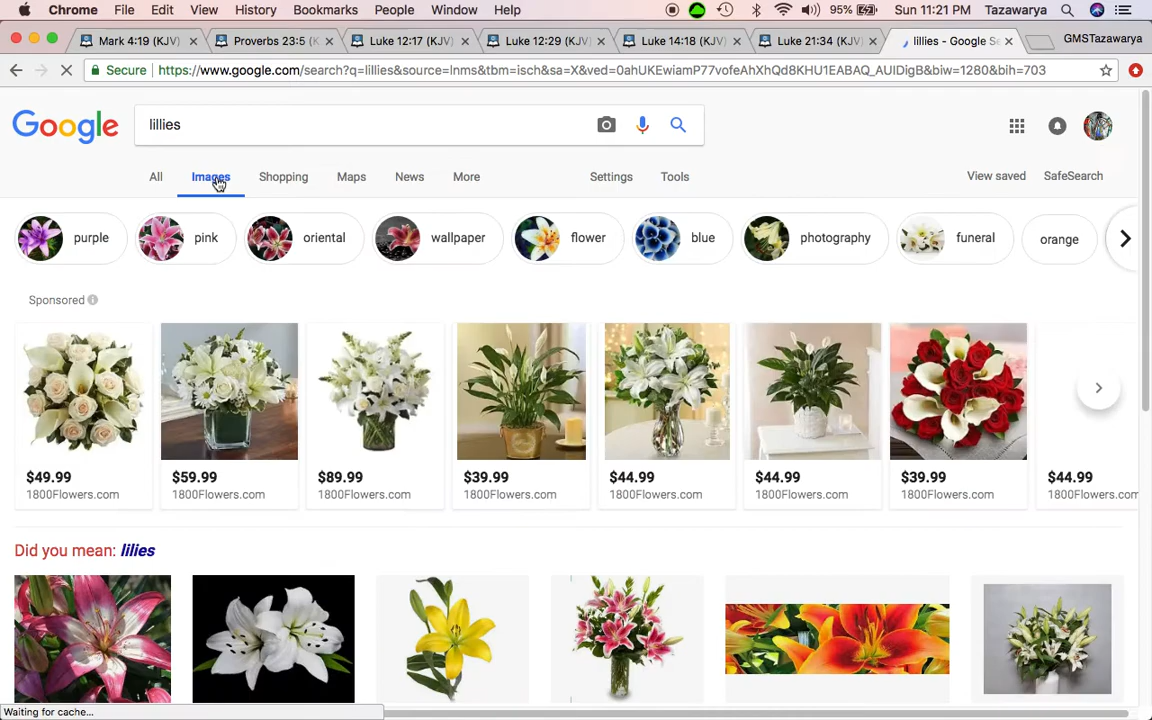 Chrome File Edit View History Bookmarks People Window Help 95% Sun 11:21 PM Tazawarya
Mark 4:19 (KJV) Proverbs 23:5 ( Luke 12:17 (KJV) Luke 12:29 (KJV) Luke 14:18 (KJV) Luke 21:34 (KJV) lillies - Google Se GMSTazawarya
Secure https://www.google.com/search?q=lillies&source=lnms&tbm=isch&sa=X&ved=0ahUKEwiamP77vofeAhXhQd8KHU1EABAQ_AUIDigB&biw=1280&bih=703
Google lillies
All Images Shopping Maps News More Settings Tools View saved SafeSearch
purple pink oriental wallpaper flower blue photography funeral orange
Sponsored
$49.99 $59.99 $89.99 $39.99 $44.99 $44.99 $39.99 $44.99
1800Flowers.com 1800Flowers.com 1800Flowers.com 1800Flowers.com 1800Flowers.com 1800Flowers.com 1800Flowers.com 1800Flowers.com
Did you mean: lilies
Waiting for cache...